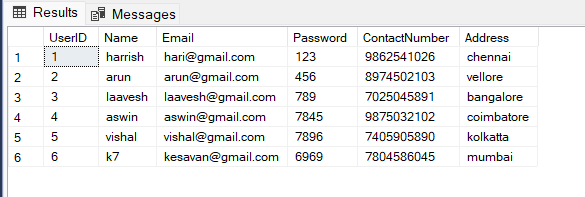 Results Messages
UserID Name Email Password ContactNumber Address
1 1 harrish hari@gmail.com 123 9862541026 chennai
2 2 arun arun@gmail.com 456 8974502103 vellore
3 3 laavesh laavesh@gmail.com 789 7025045891 bangalore
4 4 aswin aswin@gmail.com 7845 9875032102 coimbatore
5 5 vishal vishal@gmail.com 7896 7405905890 kolkatta
6 6 k7 kesavan@gmail.com 6969 7804586045 mumbai